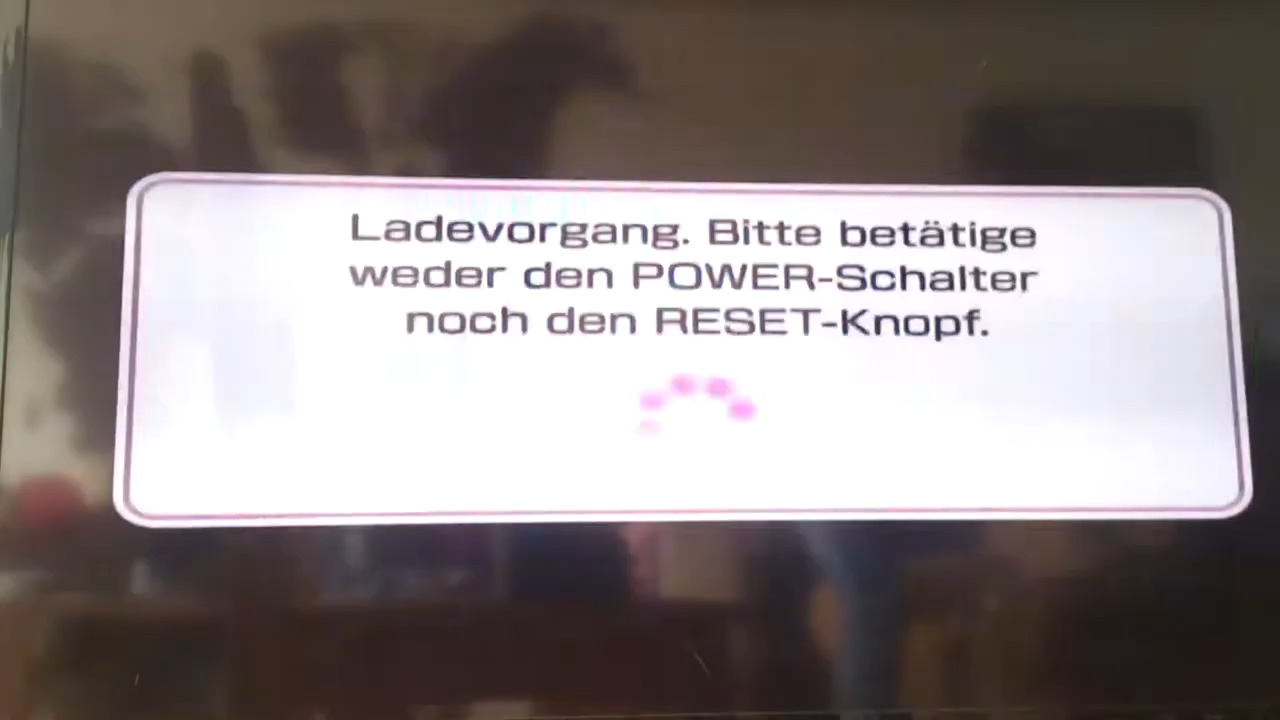 Ladevorgang. Bitte betätige
weder den POWER-Schalter
noch den RESET-Knopf.